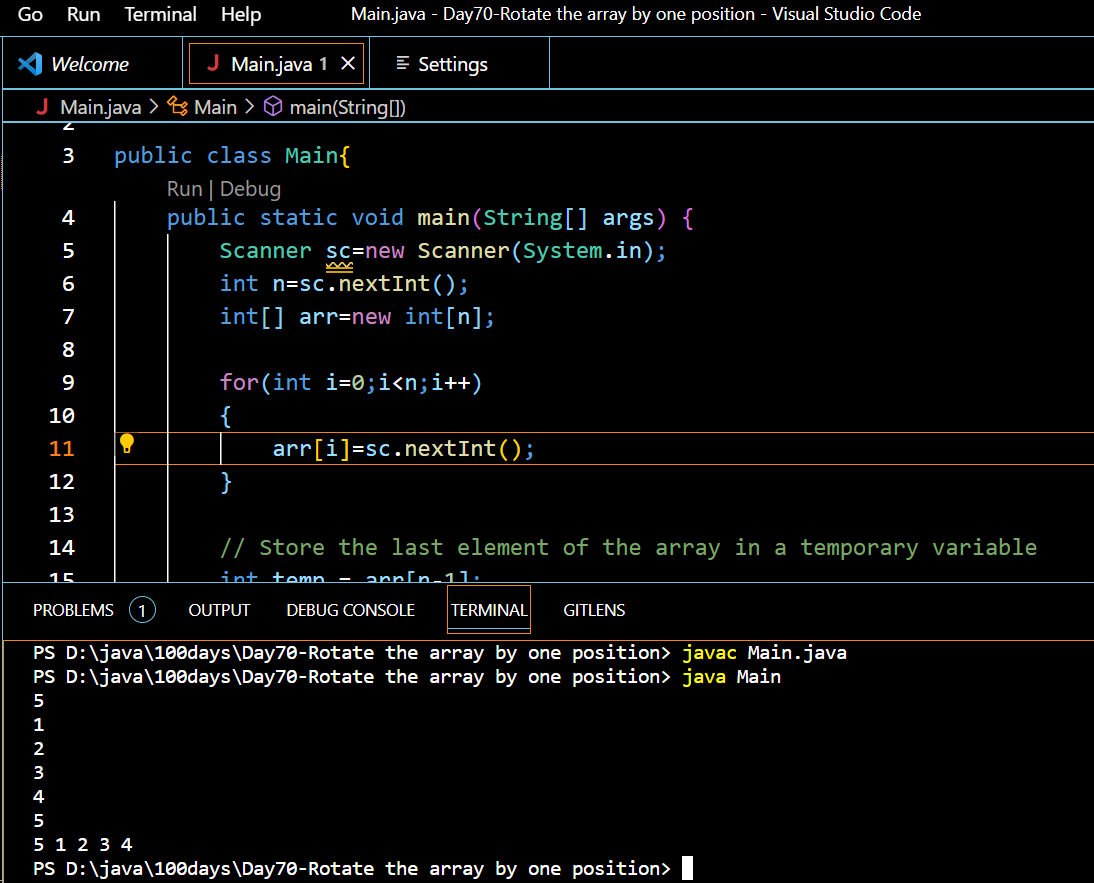 Go Run Terminal Help Main.java - Day70-Rotate the array by one position - Visual Studio Code
Welcome J Main.java 1 Settings
J Main.java > Main > main(String[])
2
3 public class Main{
Run | Debug
4 public static void main(String[] args) {
5 Scanner sc=new Scanner(System.in);
6 int n=sc.nextInt();
7 int[] arr=new int[n];
8
9 for(int i=0;i<n;i++)
10 {
11 arr[i]=sc.nextInt();
12 }
13
14 // Store the last element of the array in a temporary variable
15 int temp = arr[n-1];
PROBLEMS 1 OUTPUT DEBUG CONSOLE TERMINAL GITLENS
PS D:\java\100days\Day70-Rotate the array by one position> javac Main.java
PS D:\java\100days\Day70-Rotate the array by one position> java Main
5
1
2
3
4
5
5 1 2 3 4
PS D:\java\100days\Day70-Rotate the array by one position>